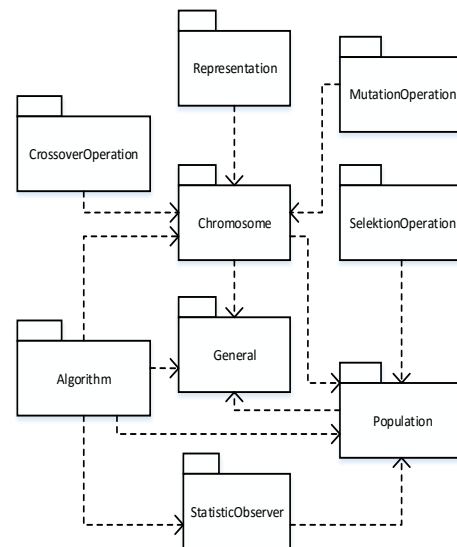 Representation
MutationOperation
CrossoverOperation
Chromosome
SelektionOperation
General
Algorithm
Population
StatisticObserver